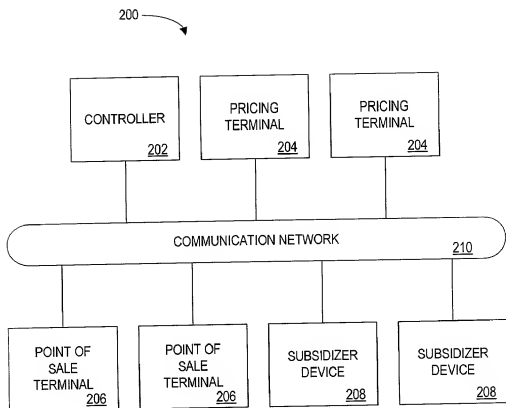 200
CONTROLLER
202
PRICING
TERMINAL
204
PRICING
TERMINAL
204
COMMUNICATION NETWORK
210
POINT OF
SALE
TERMINAL
206
POINT OF
SALE
TERMINAL
206
SUBSIDIZER
DEVICE
208
SUBSIDIZER
DEVICE
208